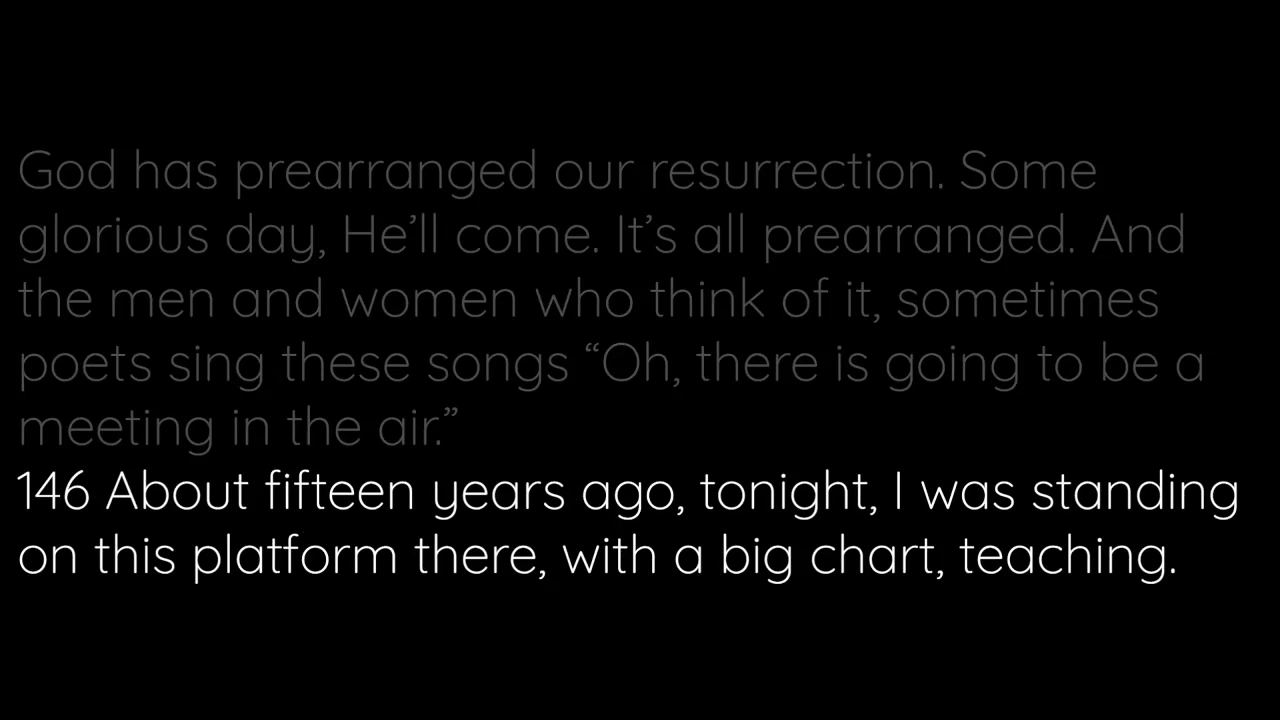 God has prearranged our resurrection. Some
glorious day, He’ll come. It’s all prearranged. And
the men and women who think of it, sometimes
poets sing these songs “Oh, there is going to be a
meeting in the air.”
146 About fifteen years ago, tonight, I was standing
on this platform there, with a big chart, teaching.